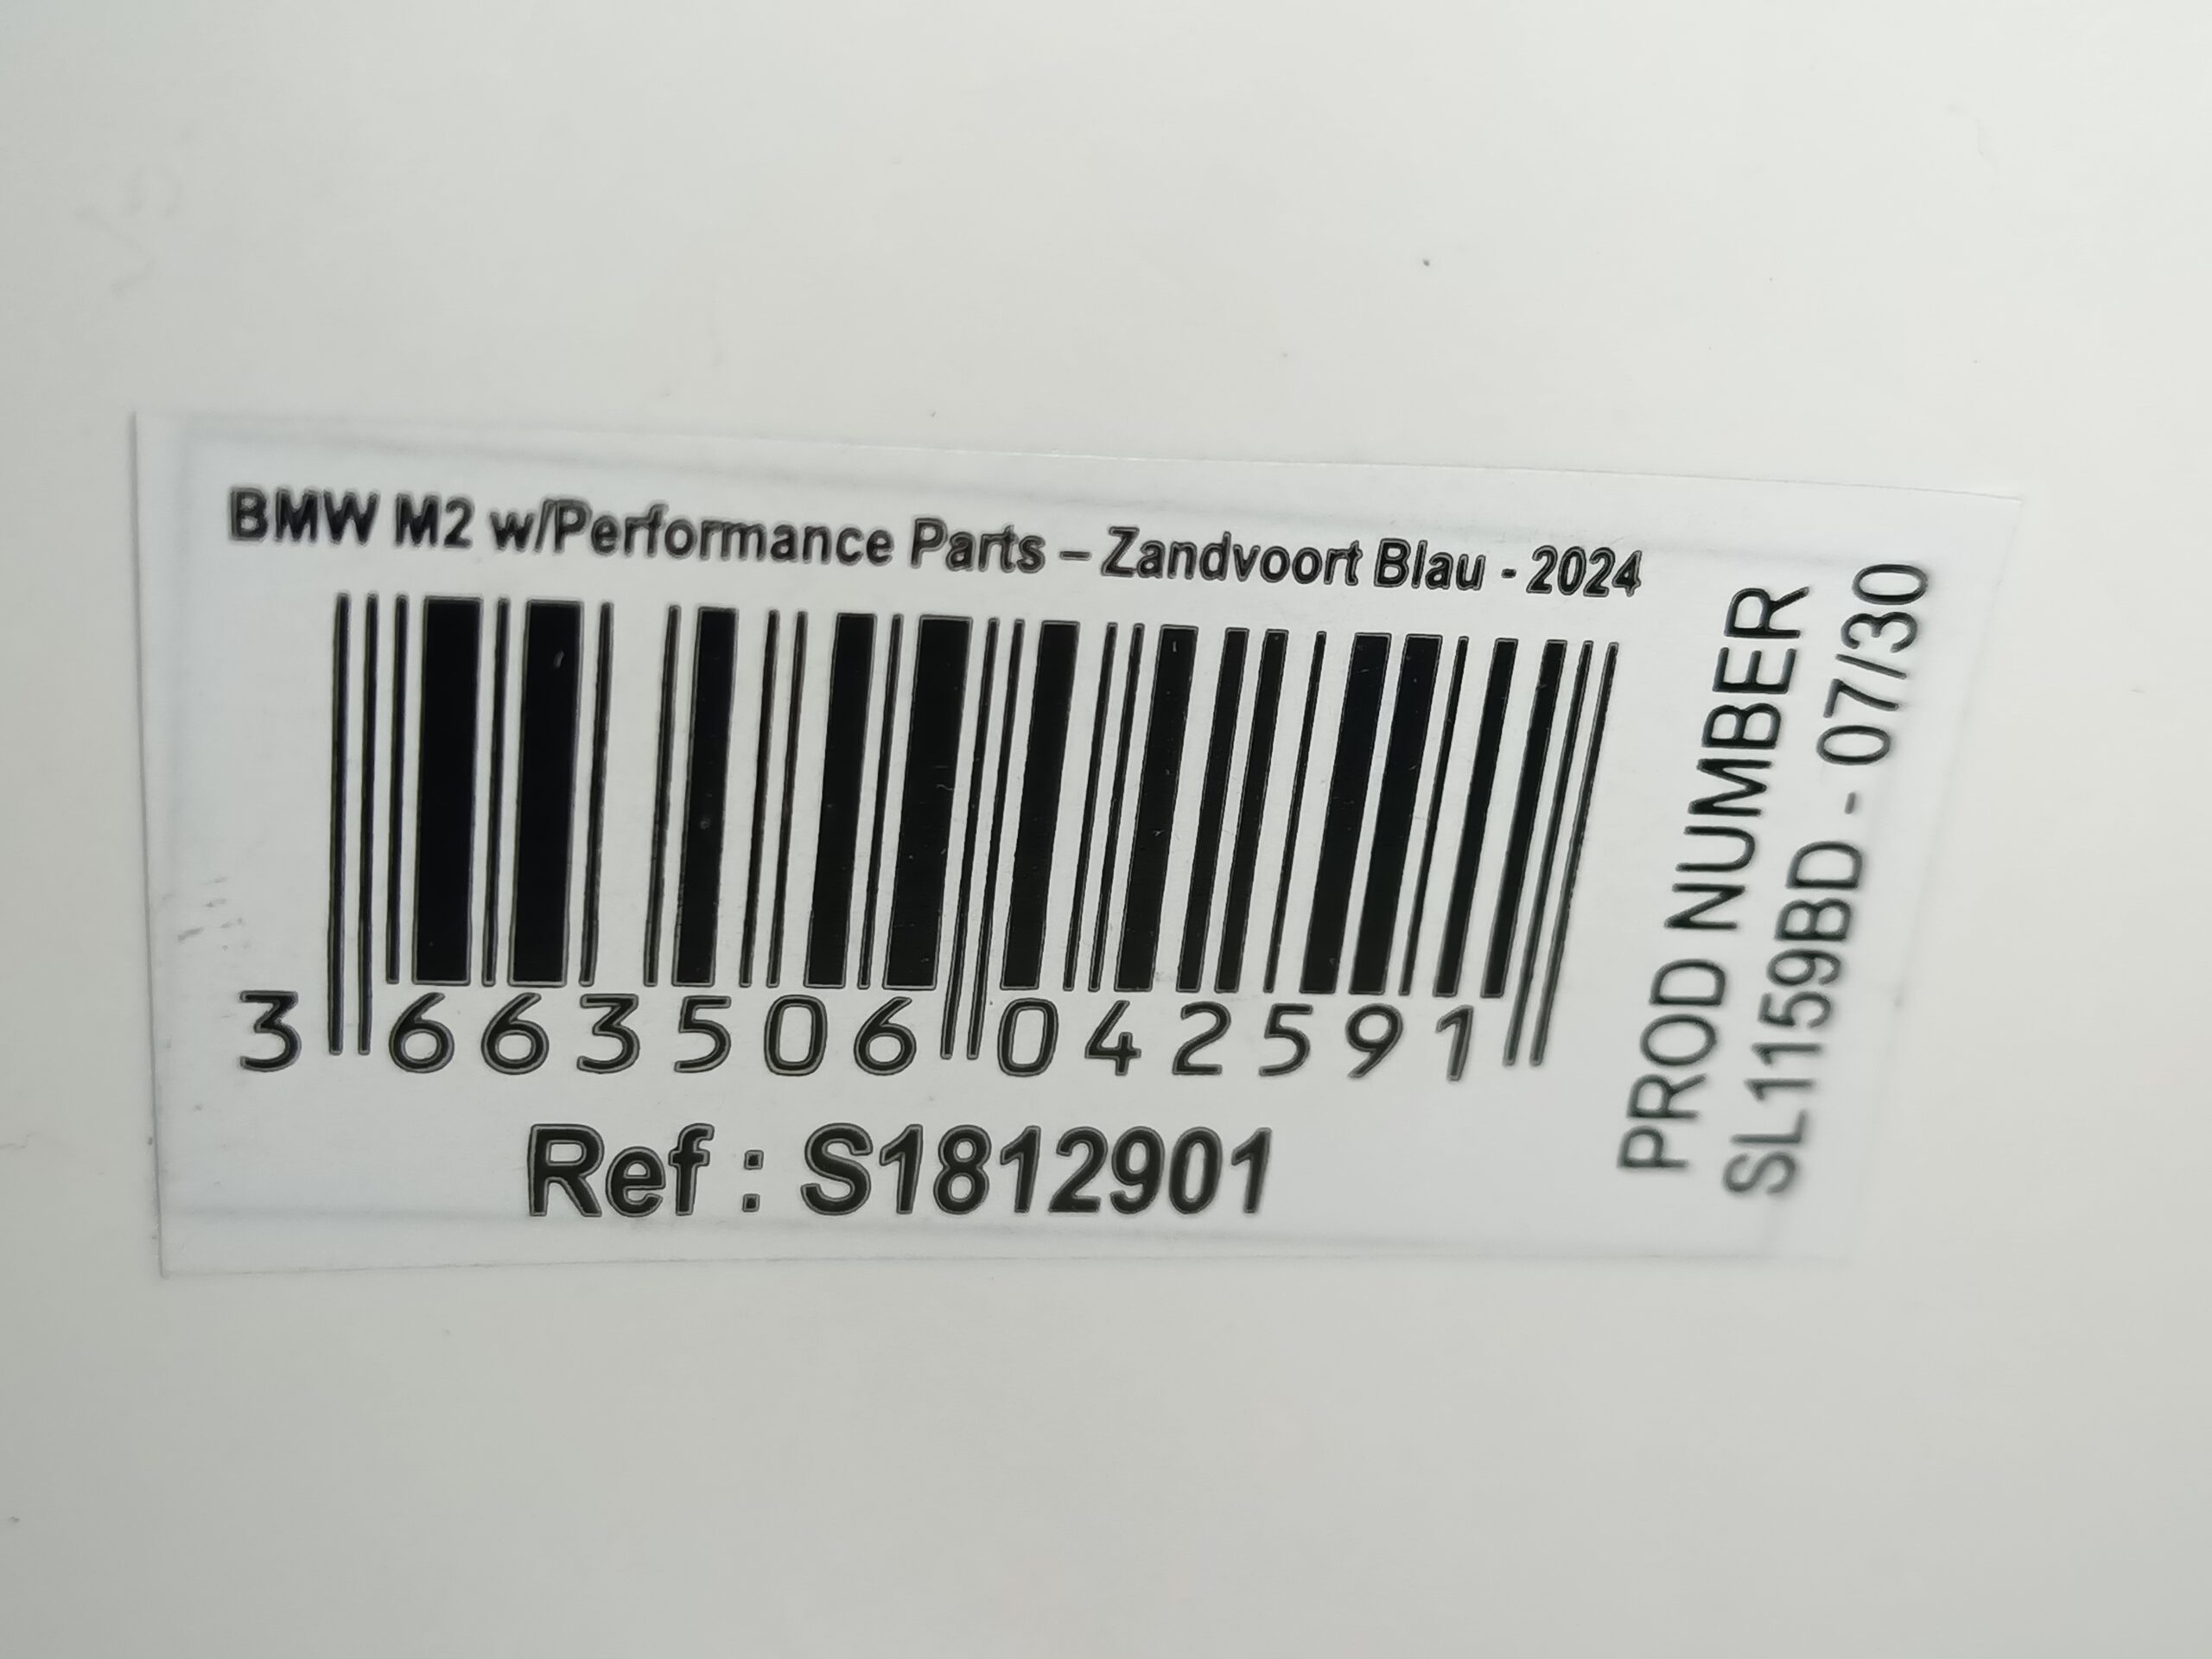 BMW M2 w/Performance Parts – Zandvoort Blau - 2024
3 663506 042591
Ref : S1812901
PROD NUMBER
SL1159BD - 07/30